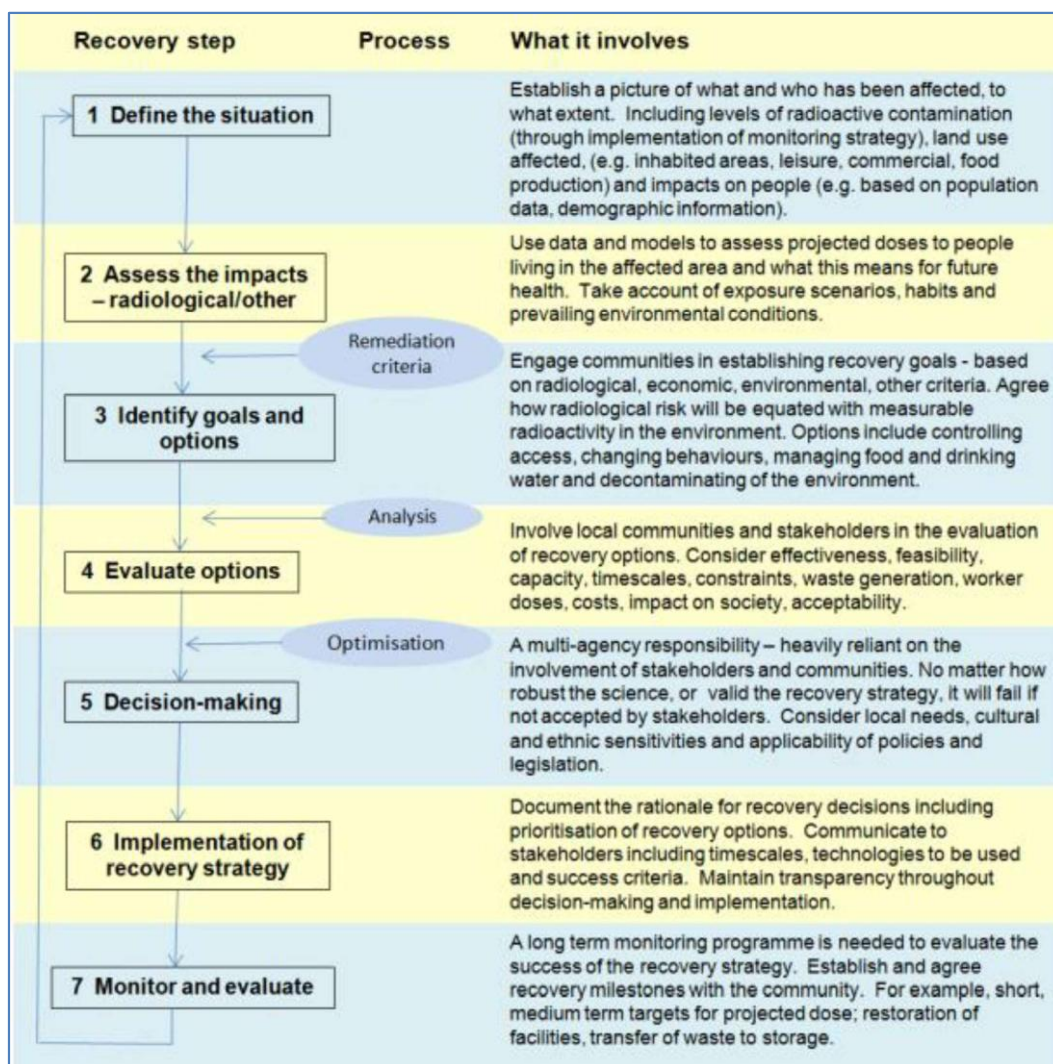 Recovery step
Process
What it involves
1 Define the situation
Establish a picture of what and who has been affected, to
what extent. Including levels of radioactive contamination
(through implementation of monitoring strategy), land use
affected, (e.g. inhabited areas, leisure, commercial, food
production) and impacts on people (e.g. based on population
data, demographic information).
2 Assess the impacts
– radiological/other
Use data and models to assess projected doses to people
living in the affected area and what this means for future
health. Take account of exposure scenarios, habits and
prevailing environmental conditions.
Remediation
criteria
3 Identify goals and
options
Engage communities in establishing recovery goals - based
on radiological, economic, environmental, other criteria. Agree
how radiological risk will be equated with measurable
radioactivity in the environment. Options include controlling
access, changing behaviours, managing food and drinking
water and decontaminating of the environment.
Analysis
4 Evaluate options
Involve local communities and stakeholders in the evaluation
of recovery options. Consider effectiveness, feasibility,
capacity, timescales, constraints, waste generation, worker
doses, costs, impact on society, acceptability.
Optimisation
5 Decision-making
A multi-agency responsibility – heavily reliant on the
involvement of stakeholders and communities. No matter how
robust the science, or valid the recovery strategy, it will fail if
not accepted by stakeholders. Consider local needs, cultural
and ethnic sensitivities and applicability of policies and
legislation.
6 Implementation of
recovery strategy
Document the rationale for recovery decisions including
prioritisation of recovery options. Communicate to
stakeholders including timescales, technologies to be used
and success criteria. Maintain transparency throughout
decision-making and implementation.
7 Monitor and evaluate
A long term monitoring programme is needed to evaluate the
success of the recovery strategy. Establish and agree
recovery milestones with the community. For example, short,
medium term targets for projected dose; restoration of
facilities, transfer of waste to storage.